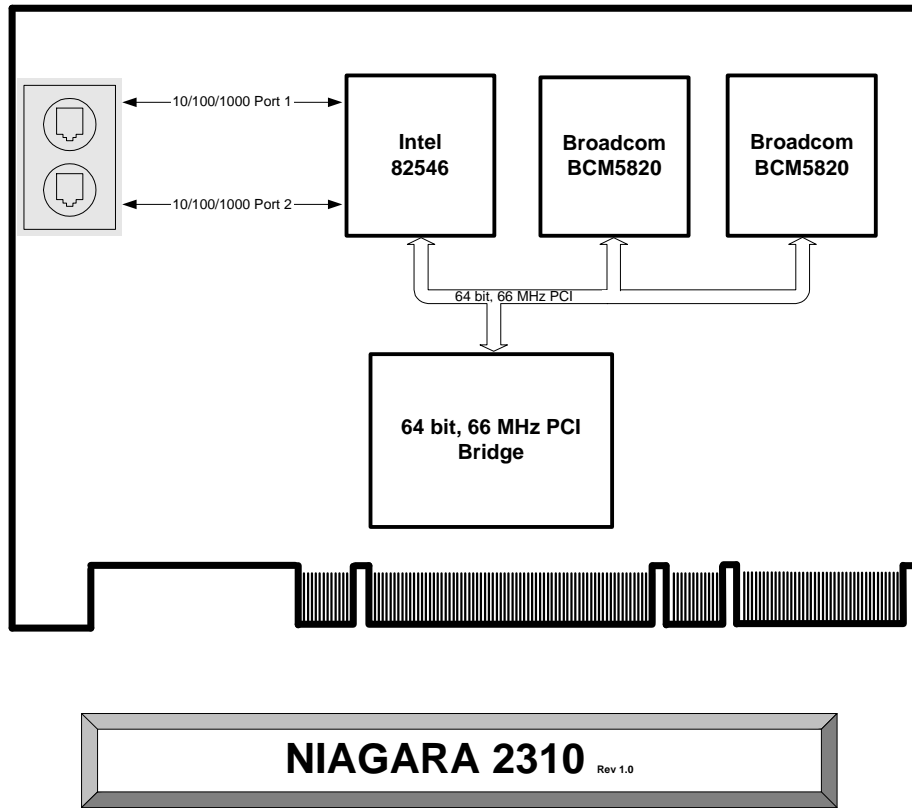 10/100/1000 Port 1
10/100/1000 Port 2
Intel
82546
Broadcom
BCM5820
Broadcom
BCM5820
64 bit, 66 MHz PCI
64 bit, 66 MHz PCI
Bridge
NIAGARA 2310 Rev 1.0